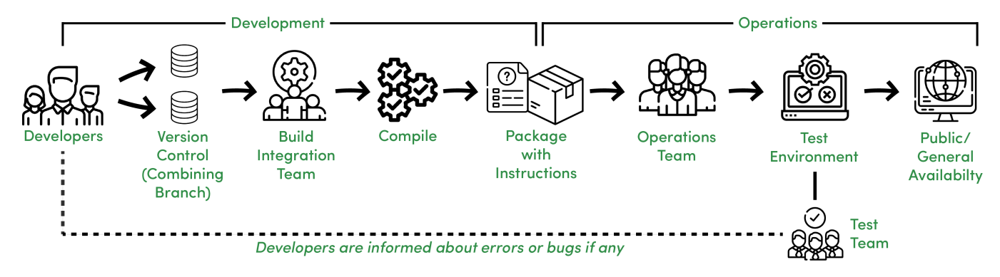 Development
Operations
?
Developers
Version
Control
(Combining
Branch)
Build
Integration
Team
Compile
Package
with
Instructions
Operations
Team
Test
Environment
Public/
General
Availabilty
Test
Team
Developers are informed about errors or bugs if any